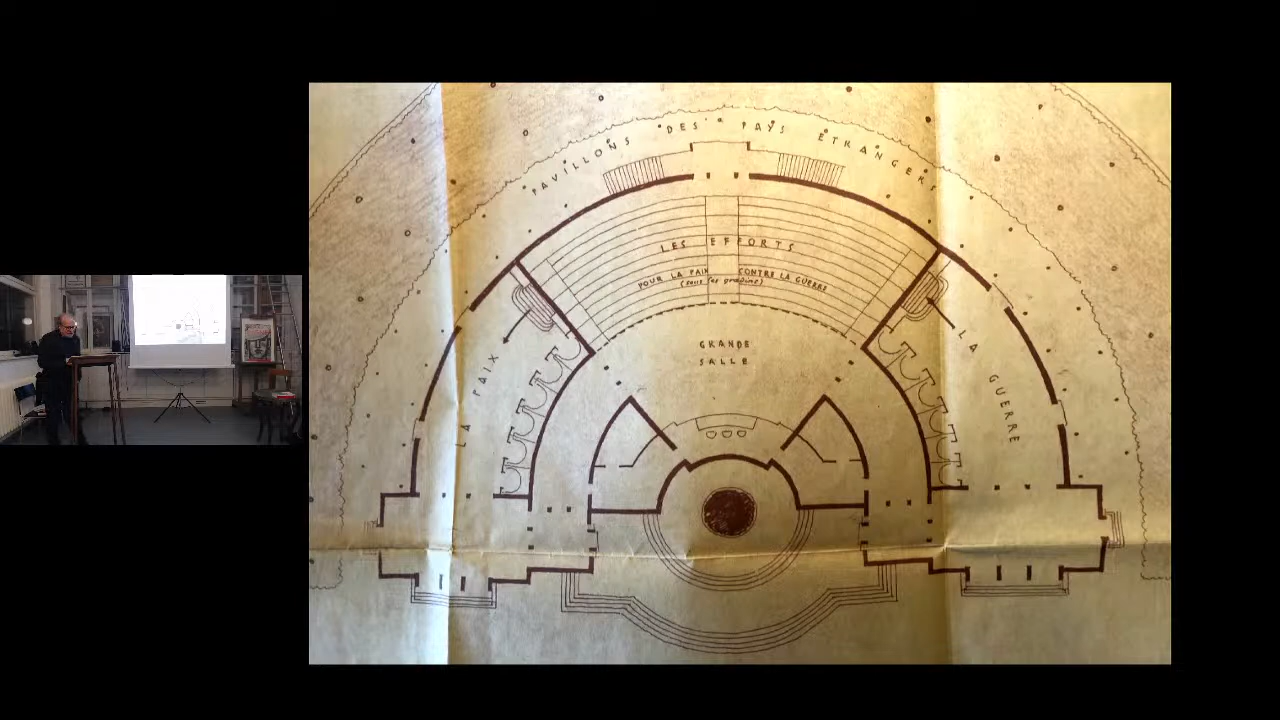 PAVILLONS DES PAYS ETRANGERS
LES EFFORTS
POUR LA PAIX CONTRE LA GUERRE
(sous les gradins)
GRANDE
SALLE
LA PAIX
LA GUERRE